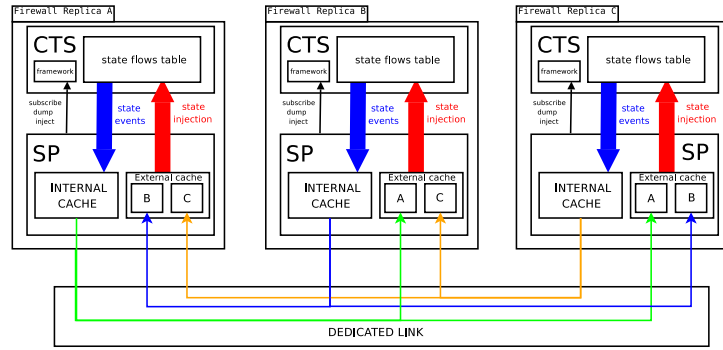 Firewall Replica A
CTS
framework
state flows table
subscribe
dump
inject
state
events
state
injection
SP
INTERNAL
CACHE
External cache
B
C
Firewall Replica B
CTS
framework
state flows table
subscribe
dump
inject
state
events
state
injection
SP
INTERNAL
CACHE
External cache
A
C
Firewall Replica C
CTS
framework
state flows table
subscribe
dump
inject
state
events
state
injection
SP
INTERNAL
CACHE
External cache
A
B
DEDICATED LINK